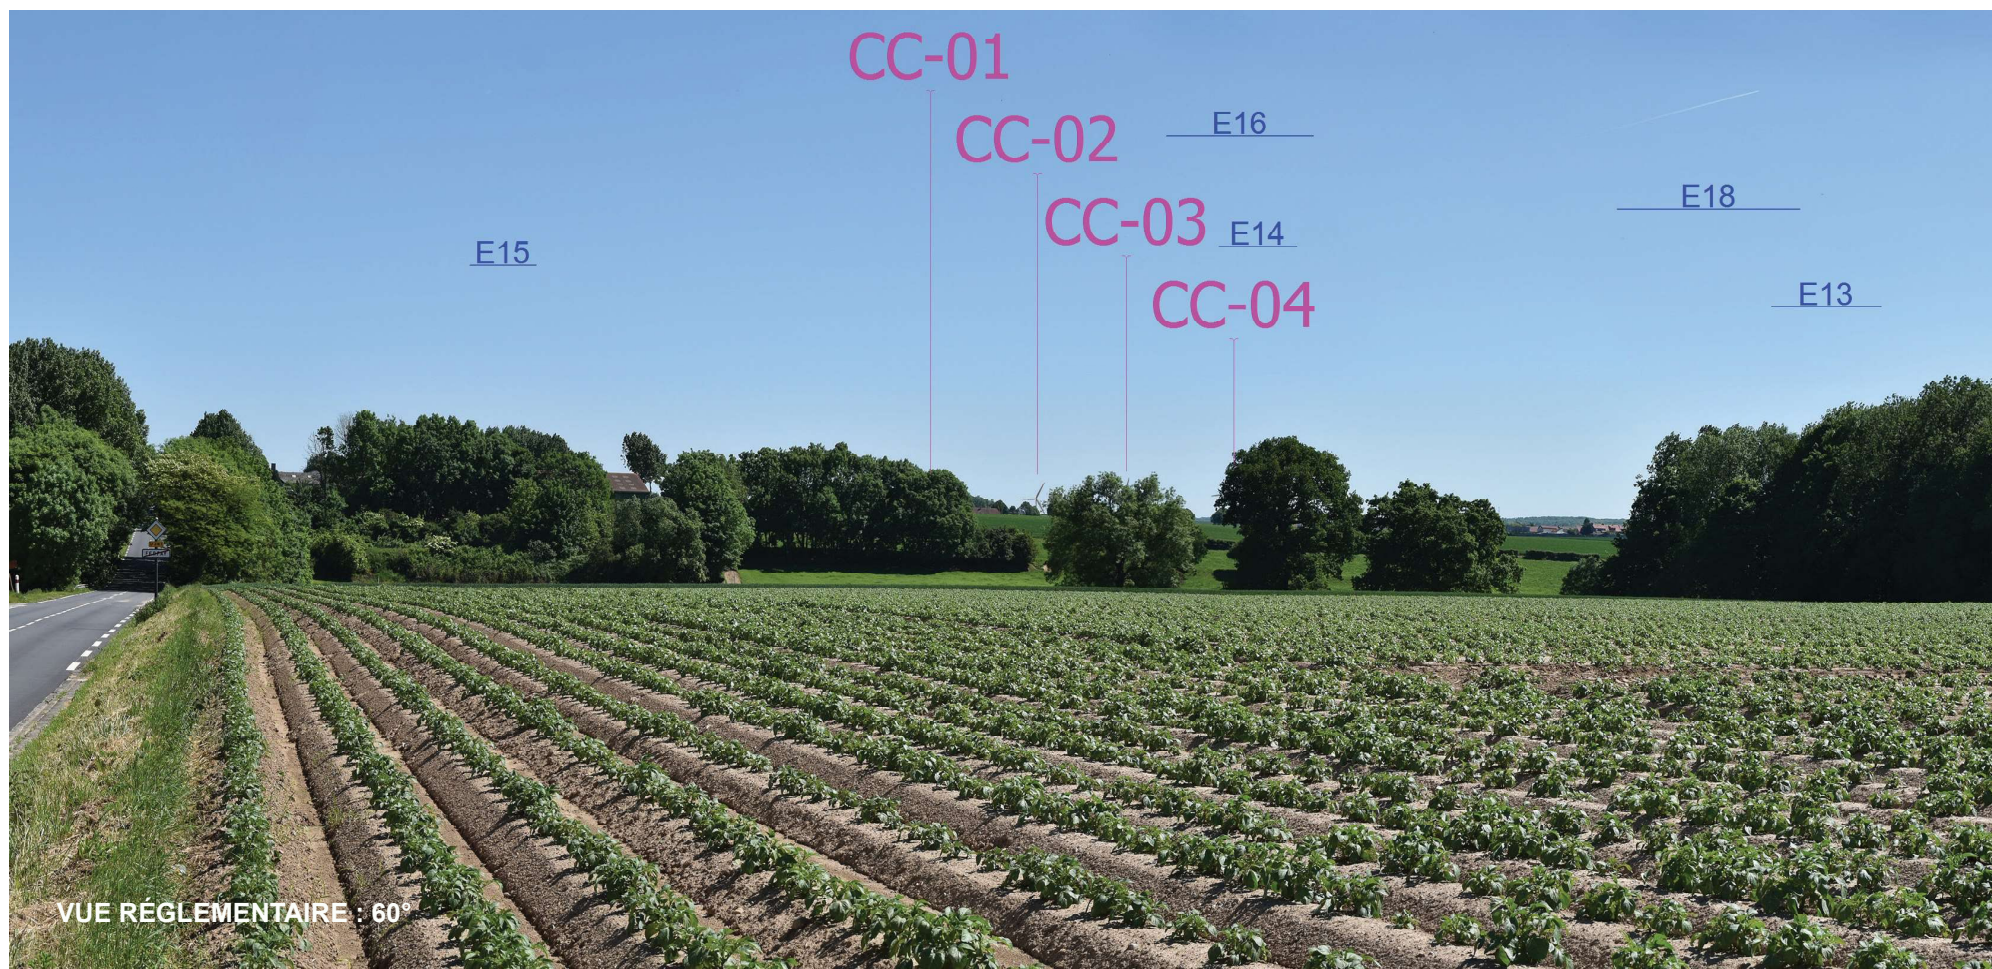 CC-01
CC-02
E16
E18
CC-03
E14
E15
CC-04
E13
VUE RÉGLEMENTAIRE : 60°